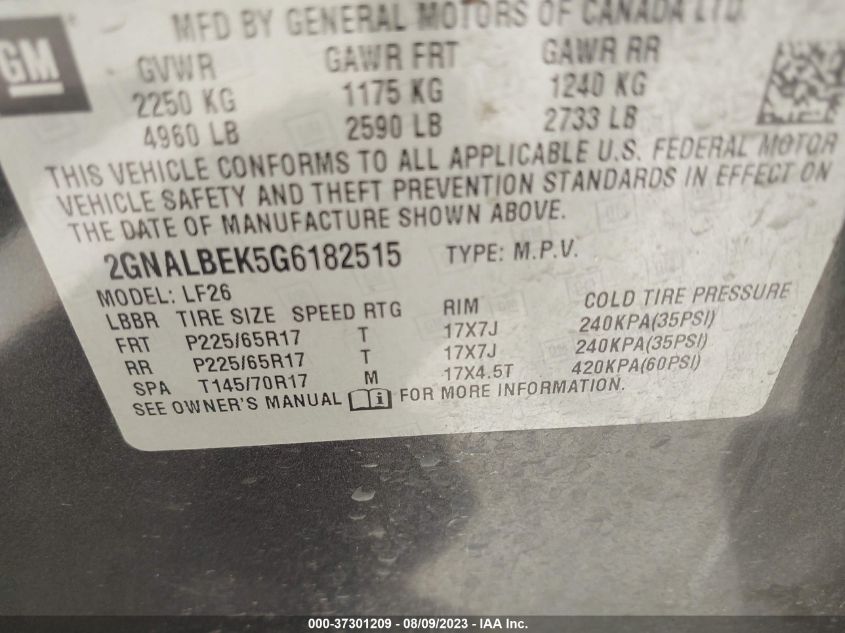 MFD BY GENERAL MOTORS OF CANADA LTD.
GM
GVWR GAWR FRT GAWR RR
2250 KG 1175 KG 1240 KG
4960 LB 2590 LB 2733 LB
THIS VEHICLE CONFORMS TO ALL APPLICABLE U.S. FEDERAL MOTOR
VEHICLE SAFETY AND THEFT PREVENTION STANDARDS IN EFFECT ON
THE DATE OF MANUFACTURE SHOWN ABOVE.
2GNALBEK5G6182515 TYPE: M.P.V.
MODEL: LF26
LBBR TIRE SIZE SPEED RTG RIM COLD TIRE PRESSURE
FRT P225/65R17 T 17X7J 240KPA(35PSI)
RR P225/65R17 T 17X7J 240KPA(35PSI)
SPA T145/70R17 M 17X4.5T 420KPA(60PSI)
SEE OWNER'S MANUAL FOR MORE INFORMATION.
000-37301209 - 08/09/2023 - IAA Inc.